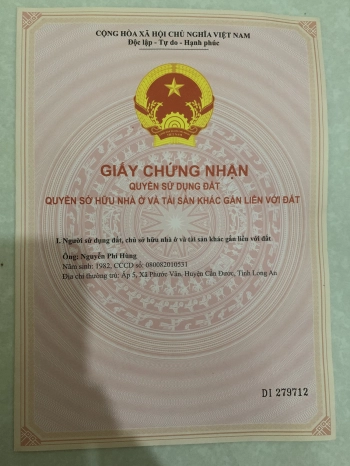 CỘNG HÒA XÃ HỘI CHỦ NGHĨA VIỆT NAM
Độc lập - Tự do - Hạnh phúc
GIẤY CHỨNG NHẬN
QUYỀN SỬ DỤNG ĐẤT
QUYỀN SỞ HỮU NHÀ Ở VÀ TÀI SẢN KHÁC GẮN LIỀN VỚI ĐẤT
I. Người sử dụng đất, chủ sở hữu nhà ở và tài sản khác gắn liền với đất
Ông: Nguyễn Phi Hùng
Năm sinh: 1982, CCCD số: 080082010531
Địa chỉ thường trú: Ấp 5, Xã Phước Vân, Huyện Cần Đước, Tỉnh Long An
DI 279712